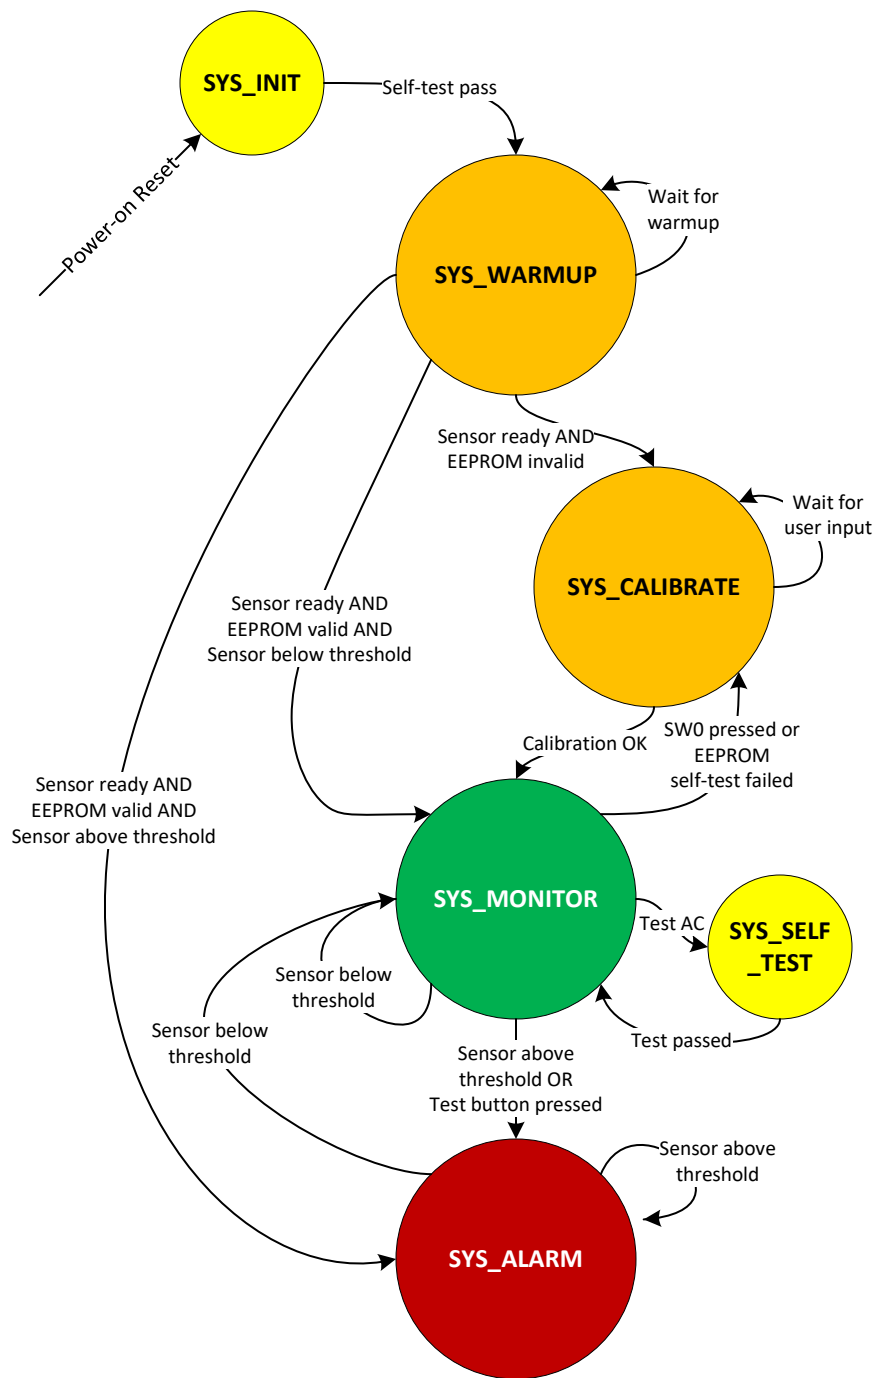 SYS_INIT
Self-test pass
Power-on Reset
Wait for
warmup
SYS_WARMUP
Sensor ready AND
EEPROM invalid
Wait for
user input
SYS_CALIBRATE
Sensor ready AND
EEPROM valid AND
Sensor below threshold
SW0 pressed or
EEPROM
self-test failed
Calibration OK
Sensor ready AND
EEPROM valid AND
Sensor above threshold
SYS_MONITOR
Test AC
SYS_SELF
_TEST
Sensor below
threshold
Sensor below
threshold
Test passed
Sensor above
threshold OR
Test button pressed
Sensor above
threshold
SYS_ALARM